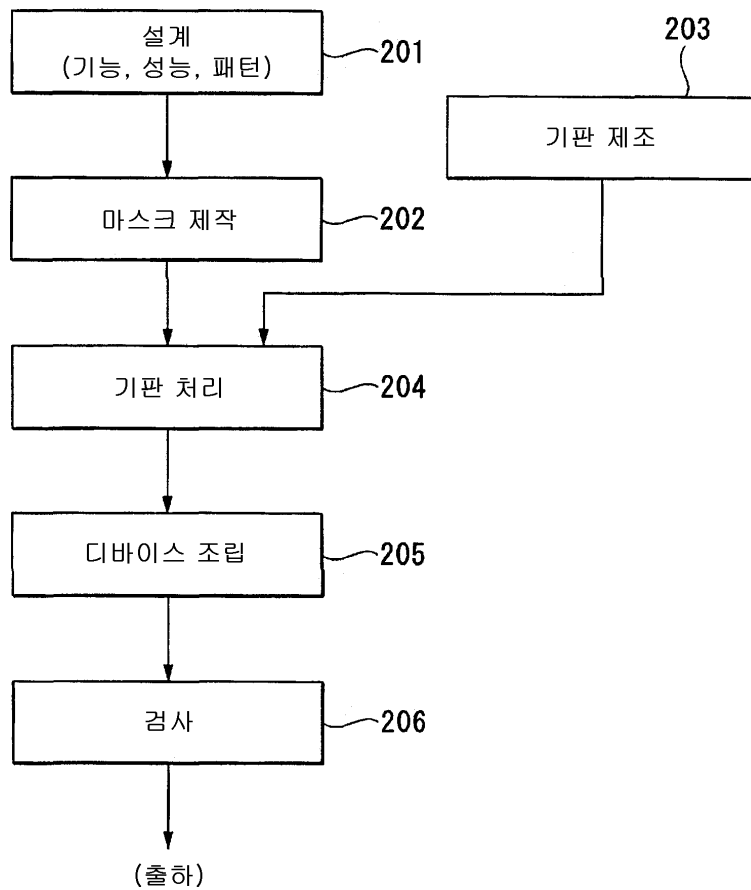 설계
(기능, 성능, 패턴)
201
203
기판 제조
마스크 제작
202
기판 처리
204
디바이스 조립
205
검사
206
(출하)